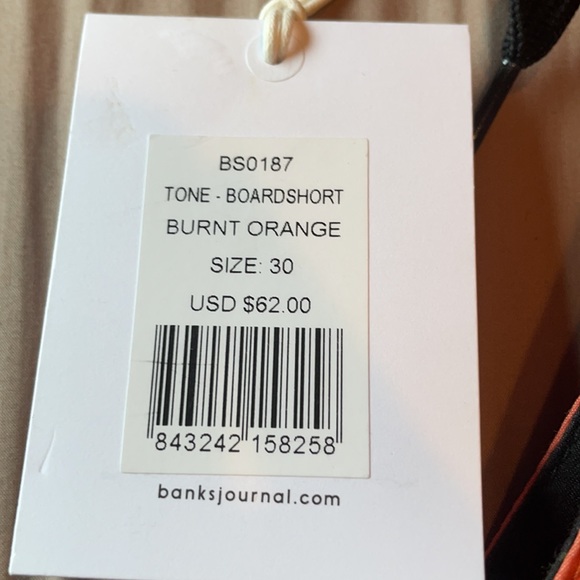 BS0187
TONE - BOARDSHORT
BURNT ORANGE
SIZE: 30
USD $62.00
843242 158258
banksjournal.com